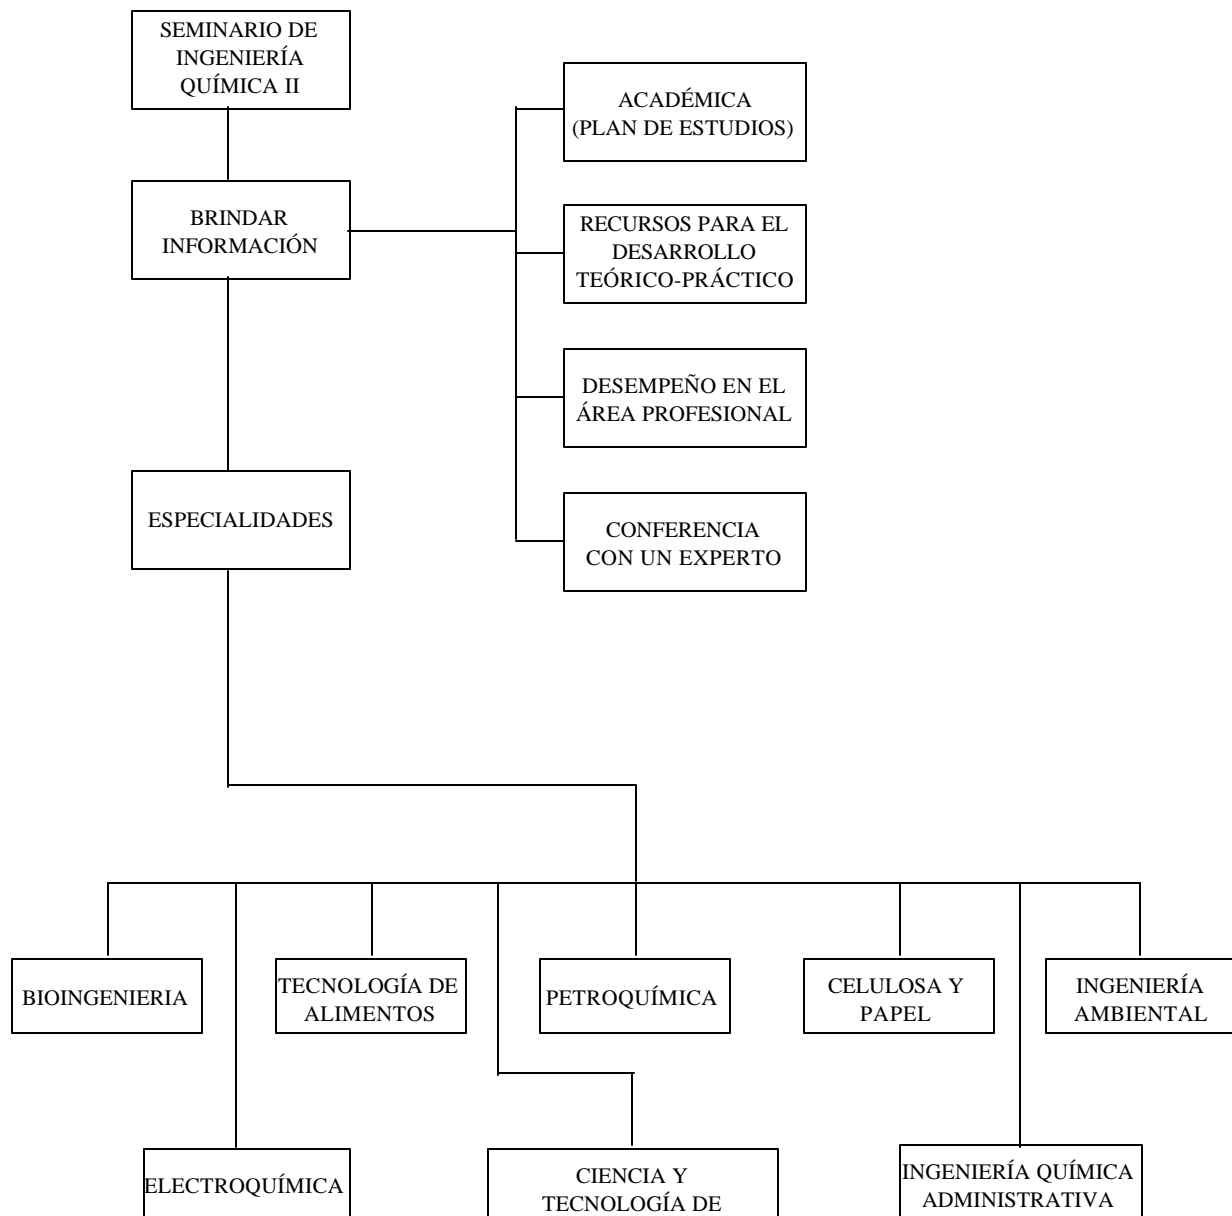 SEMINARIO DE
INGENIERÍA
QUÍMICA II
ACADÉMICA
(PLAN DE ESTUDIOS)
BRINDAR
INFORMACIÓN
RECURSOS PARA EL
DESARROLLO
TEÓRICO-PRÁCTICO
DESEMPEÑO EN EL
ÁREA PROFESIONAL
ESPECIALIDADES
CONFERENCIA
CON UN EXPERTO
BIOINGENIERIA
TECNOLOGÍA DE
ALIMENTOS
PETROQUÍMICA
CELULOSA Y
PAPEL
INGENIERÍA
AMBIENTAL
ELECTROQUÍMICA
CIENCIA Y
TECNOLOGÍA DE
INGENIERÍA QUÍMICA
ADMINISTRATIVA